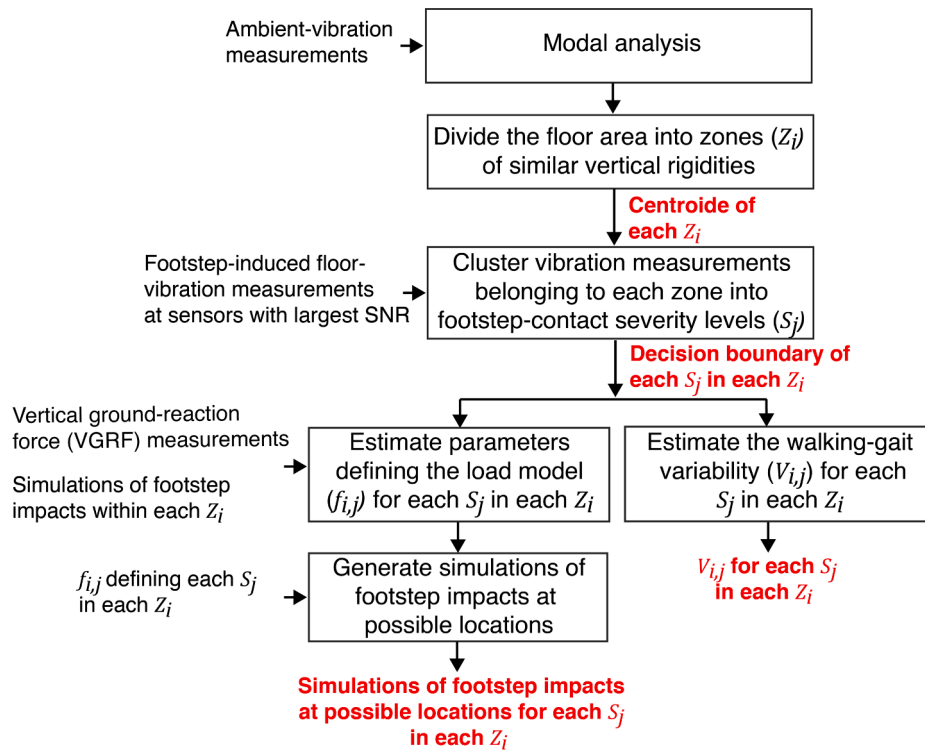 Ambient-vibration
measurements
Modal analysis
Divide the floor area into zones (Zi)
of similar vertical rigidities
Centroide of
each Zi
Footstep-induced floor-
vibration measurements
at sensors with largest SNR
Cluster vibration measurements
belonging to each zone into
footstep-contact severity levels (Sj)
Decision boundary of
each Sj in each Zi
Vertical ground-reaction
force (VGRF) measurements
Simulations of footstep
impacts within each Zi
Estimate parameters
defining the load model
(fi,j) for each Sj in each Zi
Estimate the walking-gait
variability (Vi,j) for each
Sj in each Zi
Vi,j for each Sj
in each Zi
fi,j defining each Sj
in each Zi
Generate simulations of
footstep impacts at
possible locations
Simulations of footstep impacts
at possible locations for each Sj
in each Zi